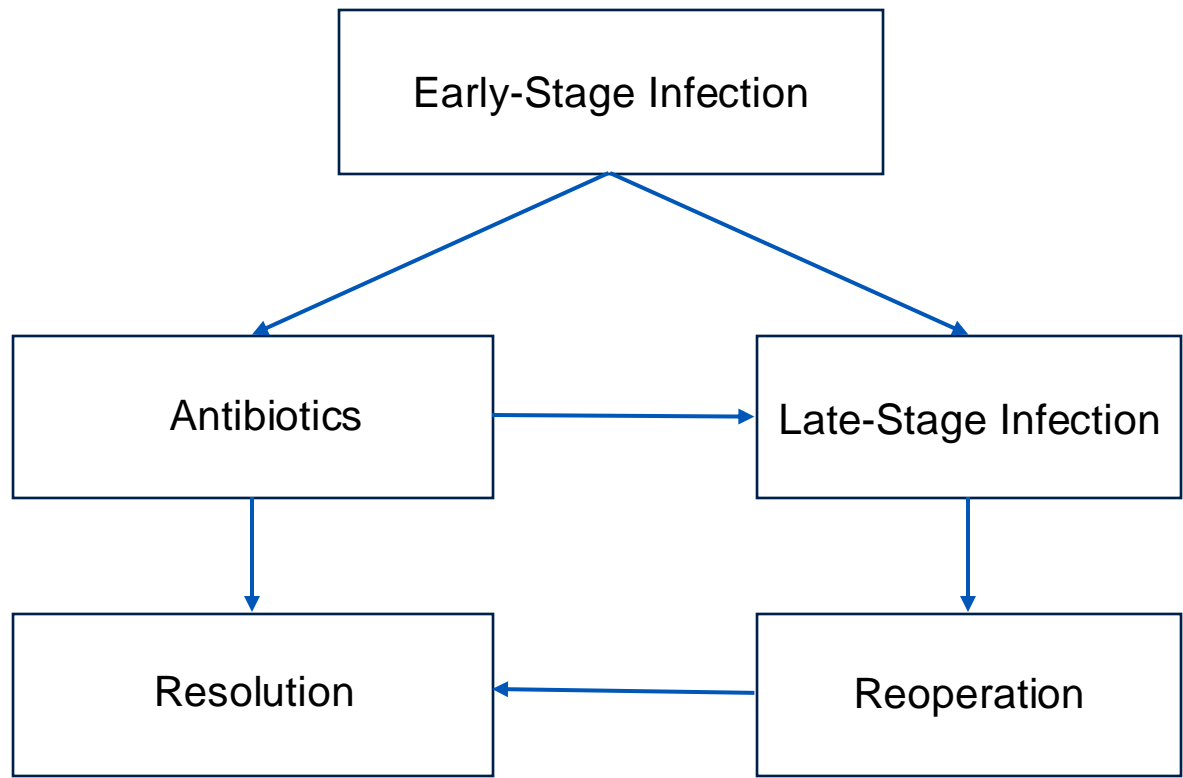 Early-Stage Infection
Antibiotics
Late-Stage Infection
Resolution
Reoperation